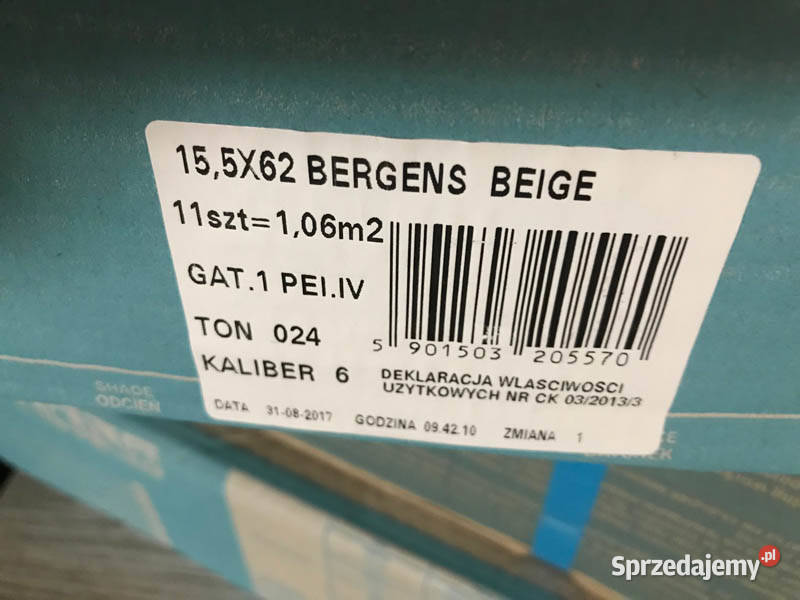 15,5X62 BERGENS BEIGE
11szt=1,06m2
GAT.1 PEI.IV
TON 024
KALIBER 6
5 901503 205570
DEKLARACJA WLASCIWOSCI
UZYTKOWYCH NR CK 03/2013/3
DATA 31-08-2017 GODZINA 09.42.10 ZMIANA 1
SHADE
ODCIEŃ
Sprzedajemy.pl